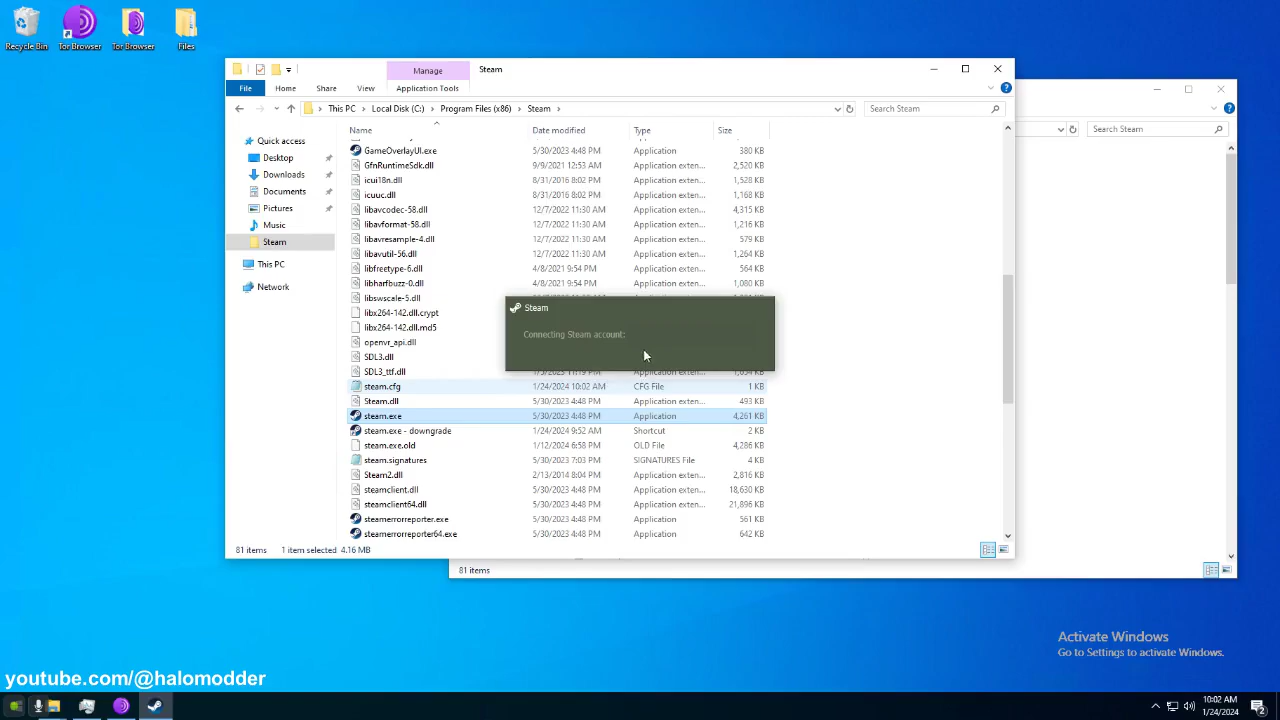 Recycle Bin
Tor Browser
Tor Browser
Files
Manage
Steam
File
Home
Share
View
Application Tools
This PC
Local Disk (C:)
Program Files (x86)
Steam
Search Steam
Search Steam
Name
Date modified
Type
Size
Quick access
Desktop
Downloads
Documents
Pictures
Music
Steam
This PC
Network
GameOverlayUI.exe 5/30/2023 4:48 PM Application 380 KB
GfnRuntimeSdk.dll 9/9/2021 12:53 AM Application exten... 2,520 KB
icui18n.dll 8/31/2016 8:02 PM Application exten... 1,528 KB
icuuc.dll 8/31/2016 8:02 PM Application exten... 1,168 KB
libavcodec-58.dll 12/7/2022 11:30 AM Application exten... 4,315 KB
libavformat-58.dll 12/7/2022 11:30 AM Application exten... 1,216 KB
libavresample-4.dll 12/7/2022 11:30 AM Application exten... 579 KB
libavutil-56.dll 12/7/2022 11:30 AM Application exten... 1,264 KB
libfreetype-6.dll 4/8/2021 9:54 PM Application exten... 564 KB
libharfbuzz-0.dll 4/8/2021 9:54 PM Application exten... 1,080 KB
libswscale-5.dll
libx264-142.dll.crypt
libx264-142.dll.md5
openvr_api.dll
SDL3.dll
SDL3_ttf.dll
Steam
Connecting Steam account:
steam.cfg 1/24/2024 10:02 AM CFG File 1 KB
Steam.dll 5/30/2023 4:48 PM Application exten... 493 KB
steam.exe 5/30/2023 4:48 PM Application 4,261 KB
steam.exe - downgrade 1/24/2024 9:52 AM Shortcut 2 KB
steam.exe.old 1/12/2024 6:58 PM OLD File 4,286 KB
steam.signatures 5/30/2023 7:03 PM SIGNATURES File 4 KB
Steam2.dll 2/13/2014 8:04 PM Application exten... 2,816 KB
steamclient.dll 5/30/2023 4:48 PM Application exten... 18,630 KB
steamclient64.dll 5/30/2023 4:48 PM Application exten... 21,896 KB
steamerrorreporter.exe 5/30/2023 4:48 PM Application 561 KB
steamerrorreporter64.exe 5/30/2023 4:48 PM Application 642 KB
81 items 1 item selected 4.16 MB
81 items
Activate Windows
Go to Settings to activate Windows.
youtube.com/@halomodder
10:02 AM
1/24/2024
2